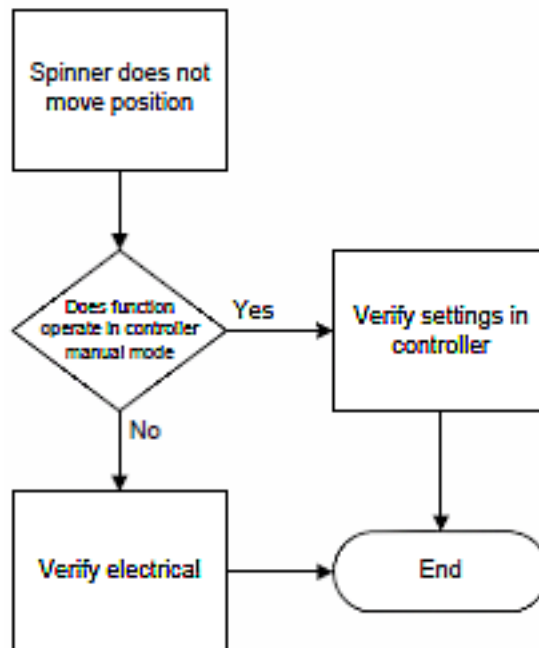 Spinner does not
move position
Does function
operate in controller
manual mode
Yes
Verify settings in
controller
No
Verify electrical
End